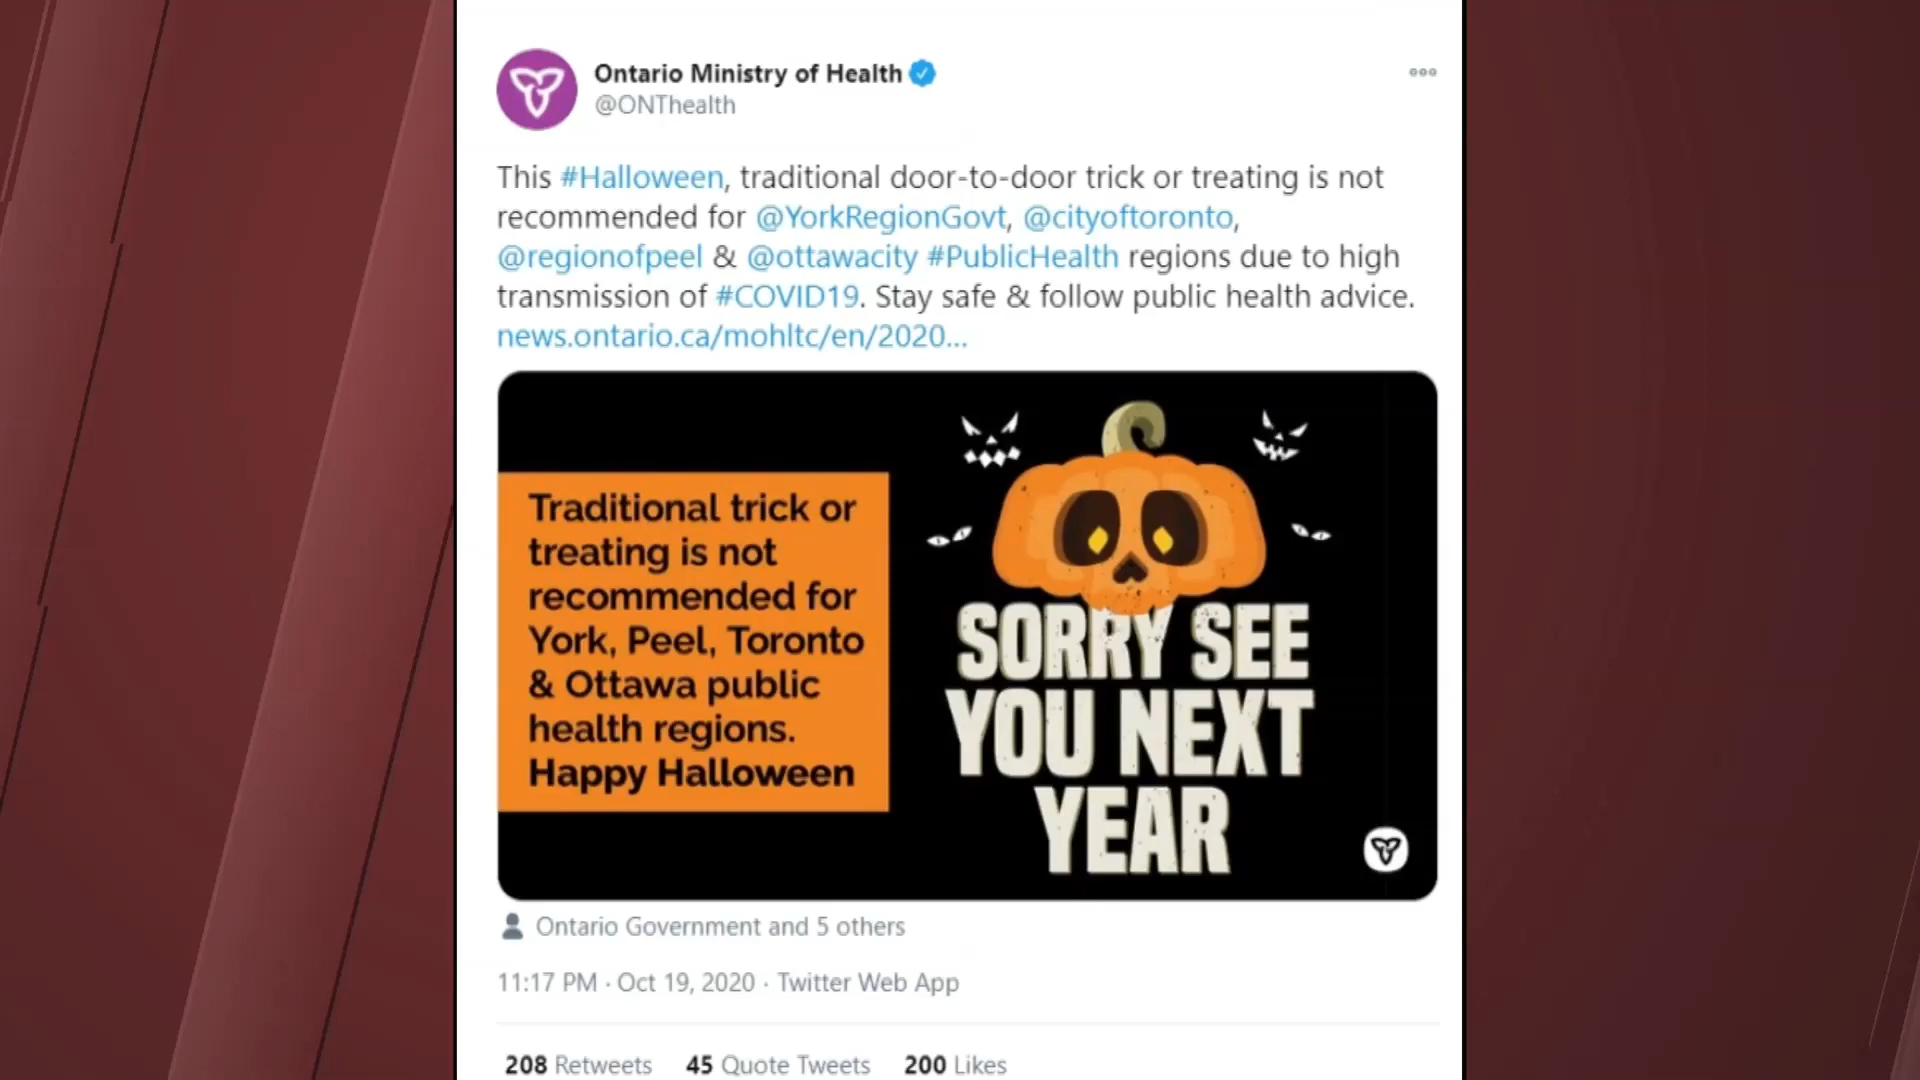 Ontario Ministry of Health
@ONThealth
This #Halloween, traditional door-to-door trick or treating is not
recommended for @YorkRegionGovt, @cityoftoronto,
@regionofpeel & @ottawacity #PublicHealth regions due to high
transmission of #COVID19. Stay safe & follow public health advice.
news.ontario.ca/mohltc/en/2020...
Traditional trick or
treating is not
recommended for
York, Peel, Toronto
& Ottawa public
health regions.
Happy Halloween
SORRY SEE
YOU NEXT
YEAR
Ontario Government and 5 others
11:17 PM · Oct 19, 2020 · Twitter Web App
208 Retweets 45 Quote Tweets 200 Likes